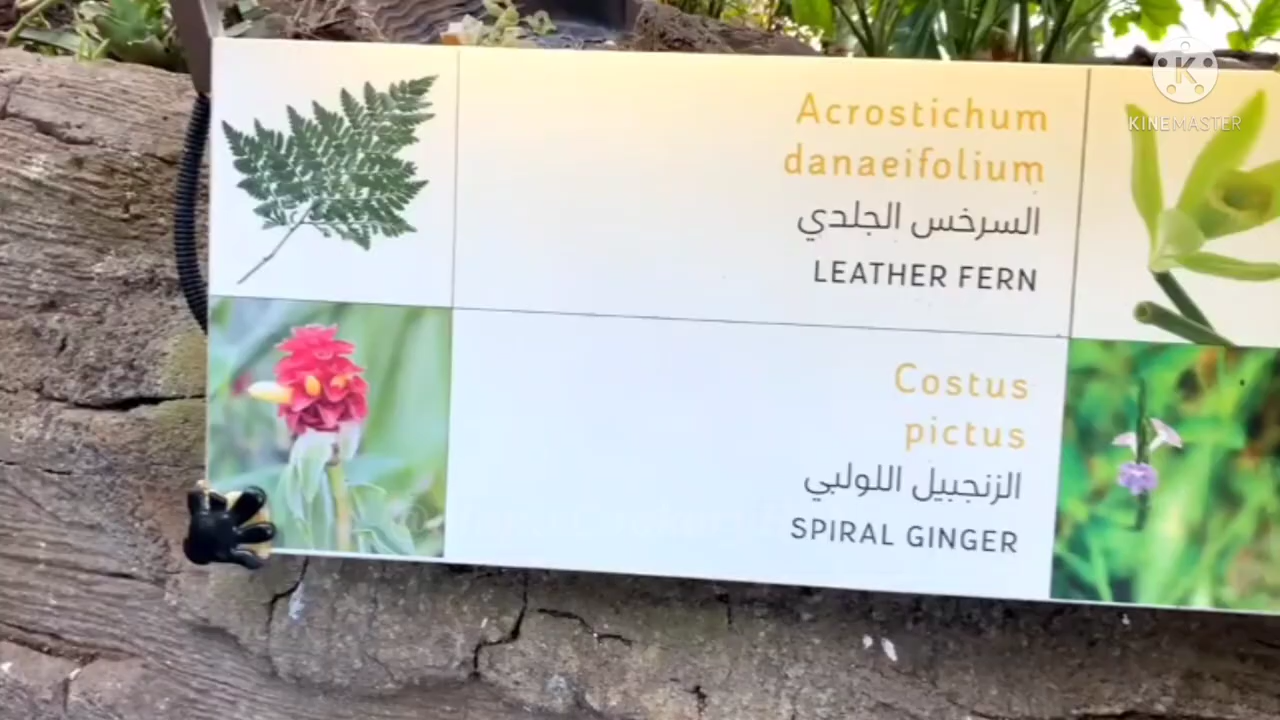 Acrostichum
danaeifolium
السرخس الجلدي
LEATHER FERN
Costus
pictus
الزنجبيل اللولبي
SPIRAL GINGER
K
KINEMASTER